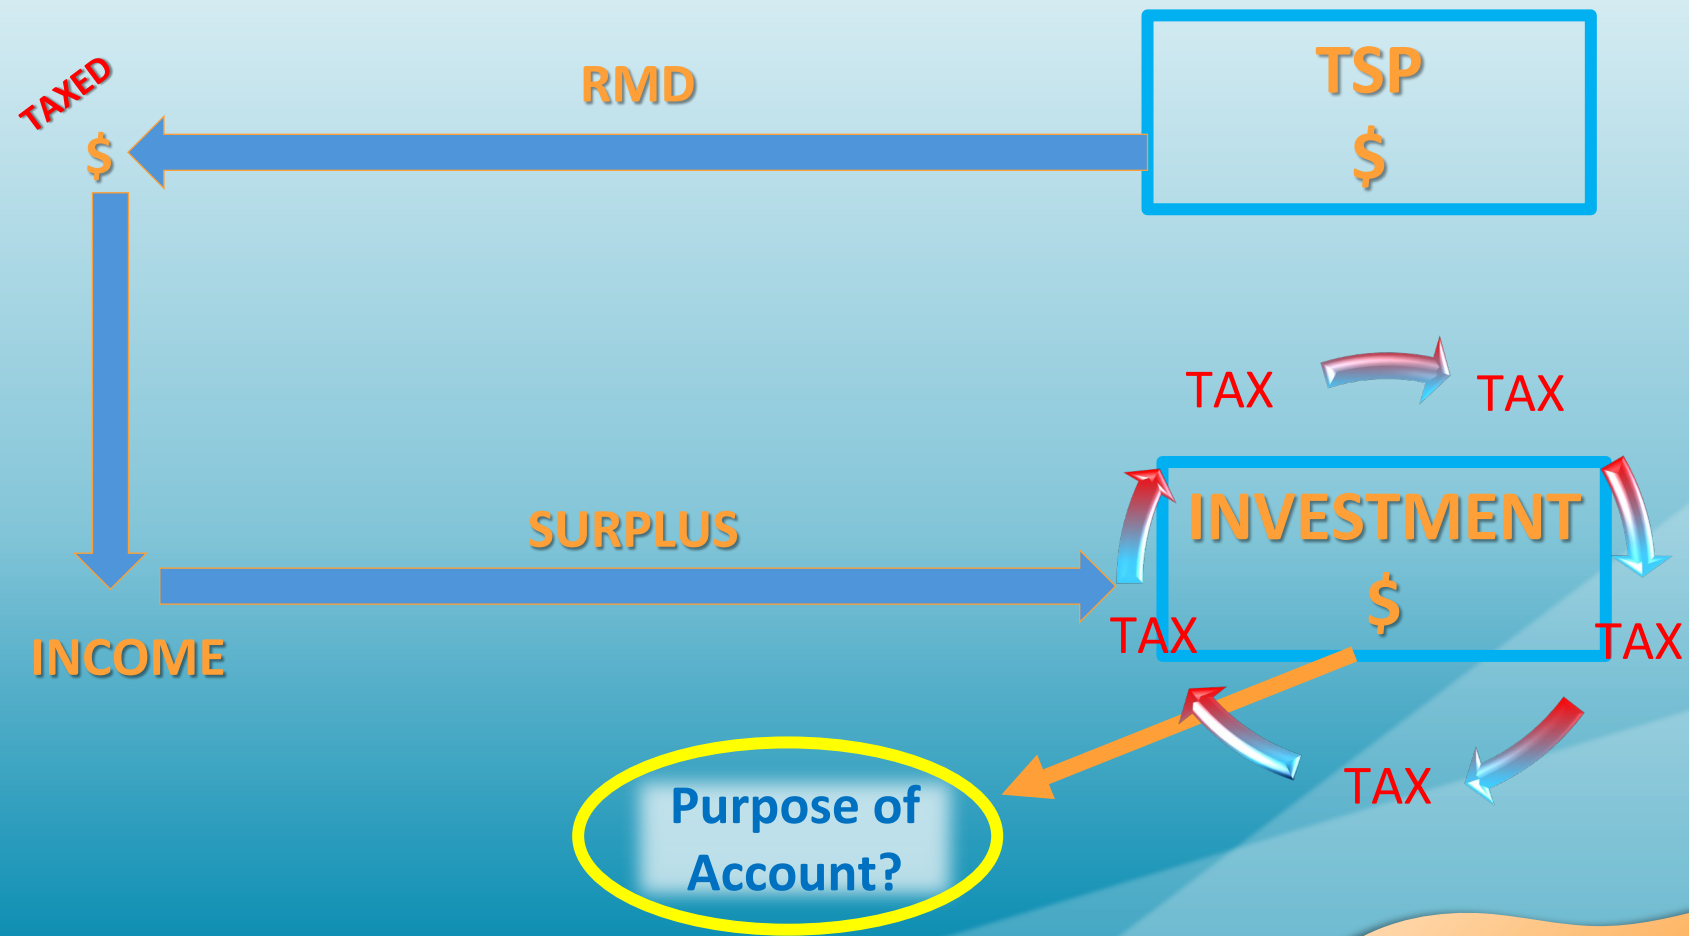 TSP
$
RMD
TAXED
$
TAX
TAX
INVESTMENT
$
SURPLUS
TAX
TAX
INCOME
TAX
Purpose of
Account?